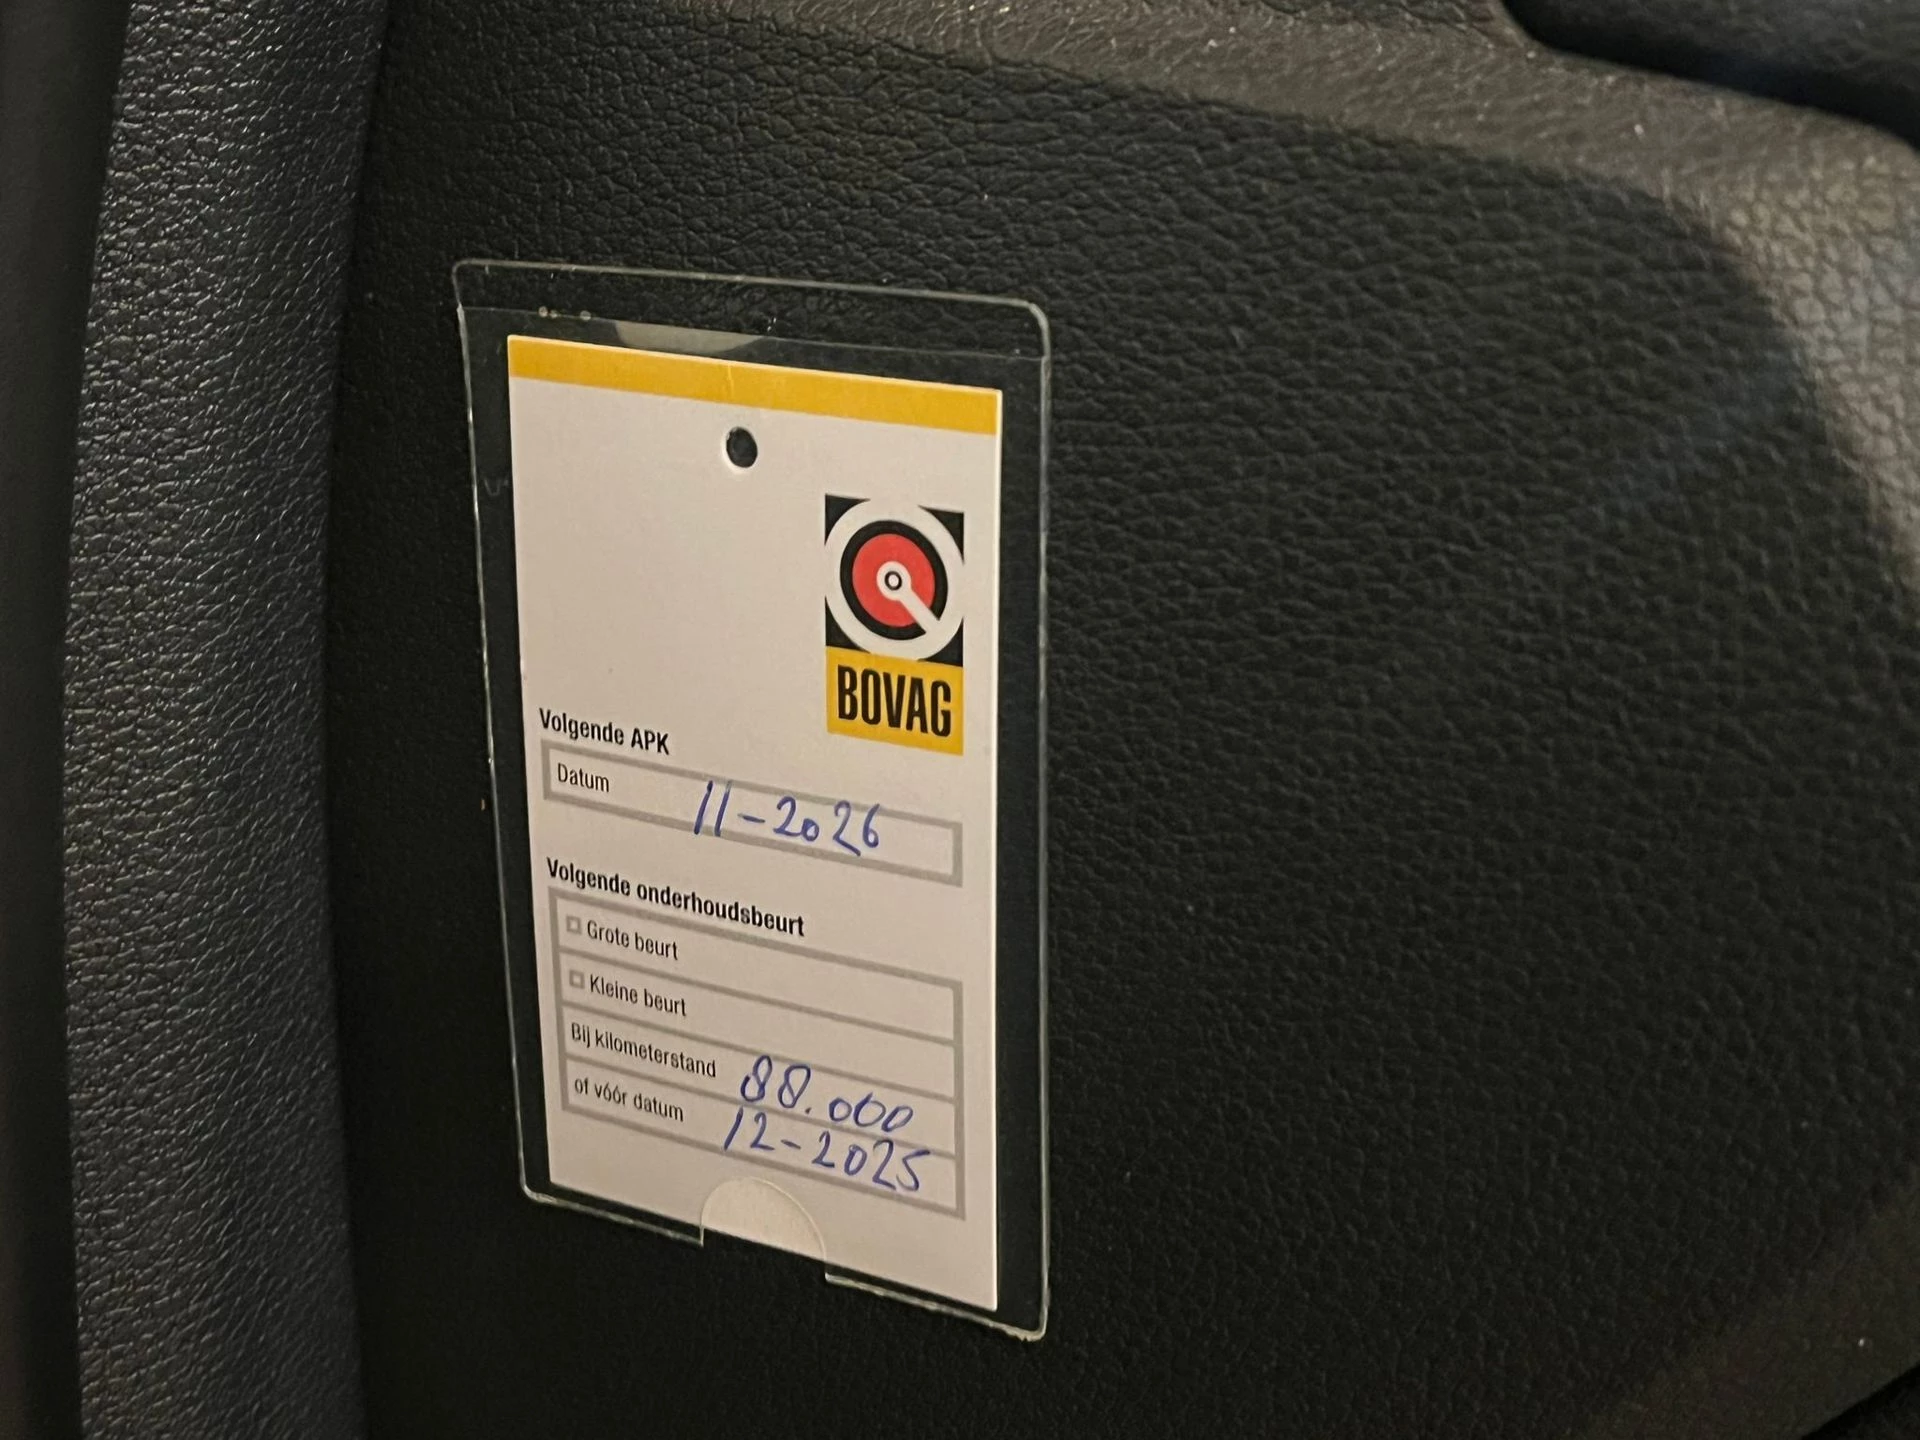 BOVAG
Volgende APK
Datum 11-2026
Volgende onderhoudsbeurt
Grote beurt
Kleine beurt
Bij kilometerstand 88.000
of vóór datum 12-2025